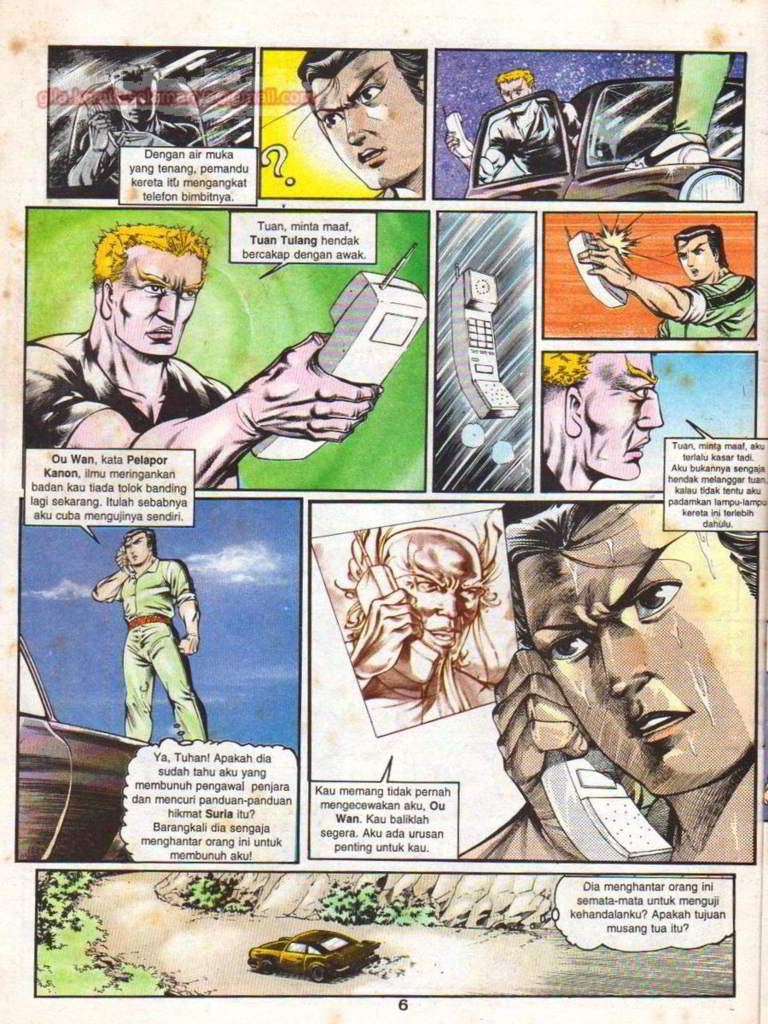 Dengan air muka
yang tenang, pemandu
kereta itu mengangkat
telefon bimbitnya.
?
Tuan, minta maaf,
Tuan Tulang hendak
bercakap dengan awak.
Tuan, minta maaf, aku
terlalu kasar tadi.
Aku bukannya sengaja
hendak melanggar tuan,
kalau tidak tentu aku
padamkan lampu-lampu
kereta ini terlebih
dahulu.
Ou Wan, kata Pelapor
Kanon, ilmu meringankan
badan kau tiada tolok banding
lagi sekarang. Itulah sebabnya
aku cuba mengujinya sendiri.
Ya, Tuhan! Apakah dia
sudah tahu aku yang
membunuh pengawal penjara
dan mencuri panduan-panduan
hikmat Suria itu?
Barangkali dia sengaja
menghantar orang ini untuk
membunuh aku!
Kau memang tidak pernah
mengecewakan aku, Ou
Wan. Kau baliklah
segera. Aku ada urusan
penting untuk kau.
Dia menghantar orang ini
semata-mata untuk menguji
kehandalanku? Apakah tujuan
musang tua itu?
6